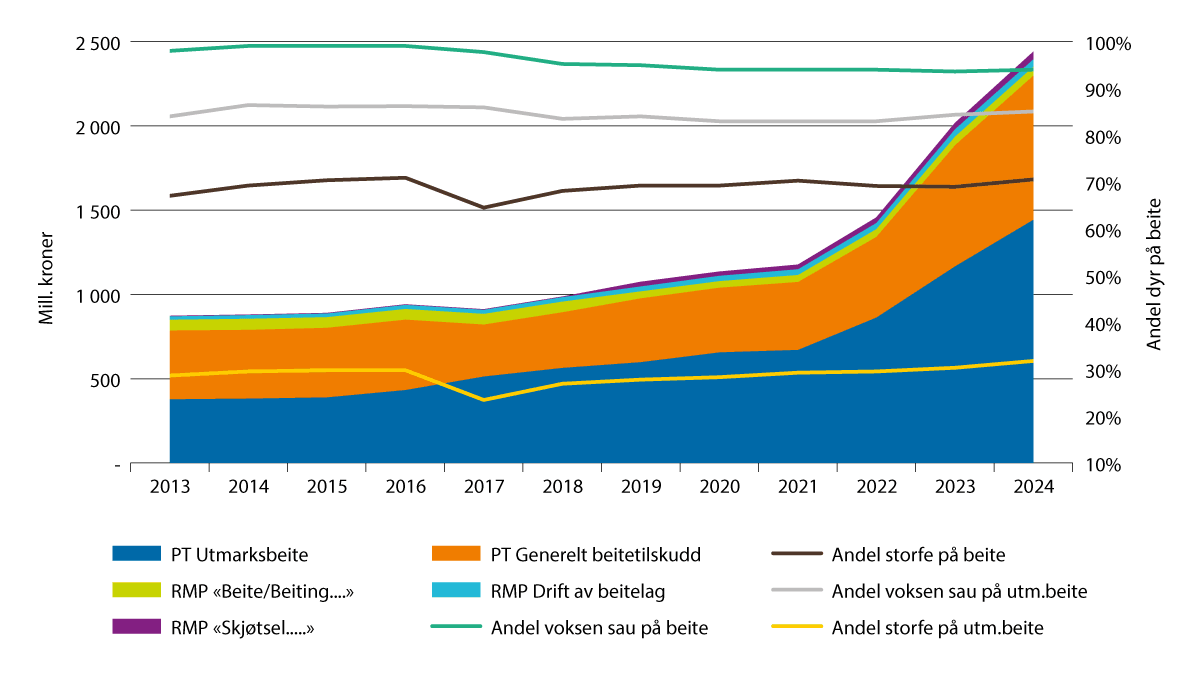 2 500
2 000
1 500
1 000
500
-
Mill. kroner
100%
90%
80%
70%
60%
50%
40%
30%
20%
10%
Andel dyr på beite
2013 2014 2015 2016 2017 2018 2019 2020 2021 2022 2023 2024
PT Utmarksbeite PT Generelt beitetilskudd Andel storfe på beite
RMP «Beite/Beiting....» RMP Drift av beitelag Andel voksen sau på utm.beite
RMP «Skjøtsel.....» Andel voksen sau på beite Andel storfe på utm.beite